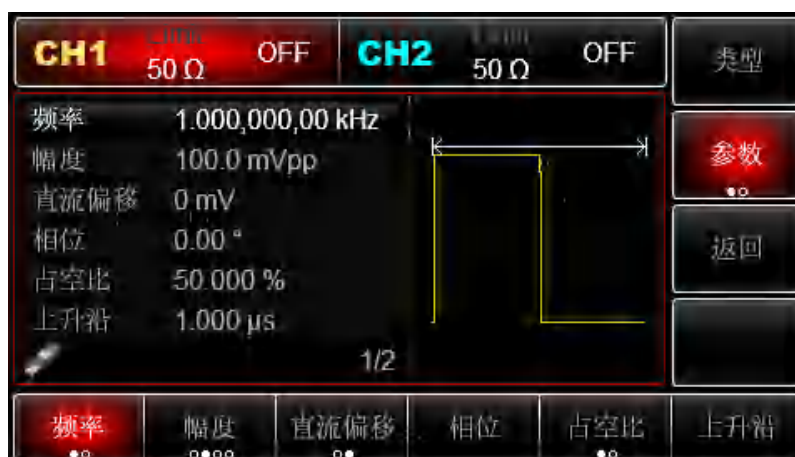 CH1
50 Ω
OFF
CH2
50 Ω
OFF
类型
频率 1.000,000,00 kHz
幅度 100.0 mVpp
直流偏移 0 mV
相位 0.00 °
占空比 50.000 %
上升沿 1.000 µs
1/2
参数
返回
频率 幅度 直流偏移 相位 占空比 上升沿